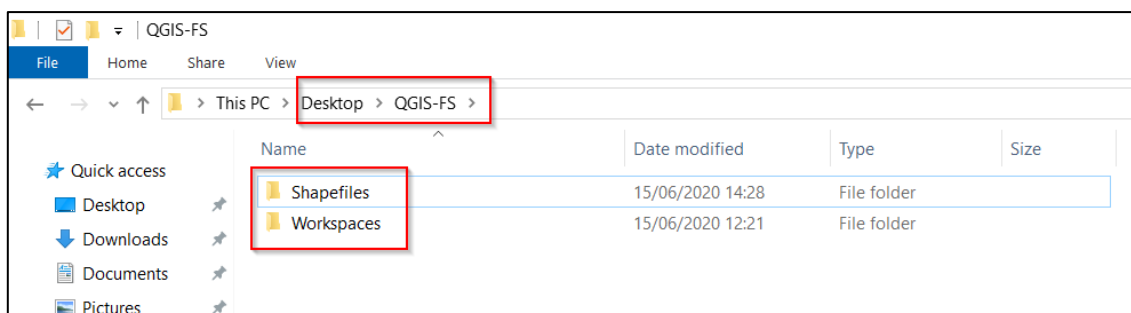 QGIS-FS
File Home Share View
This PC > Desktop > QGIS-FS >
Name Date modified Type Size
Quick access
Shapefiles 15/06/2020 14:28 File folder
Desktop
Workspaces 15/06/2020 12:21 File folder
Downloads
Documents
Pictures